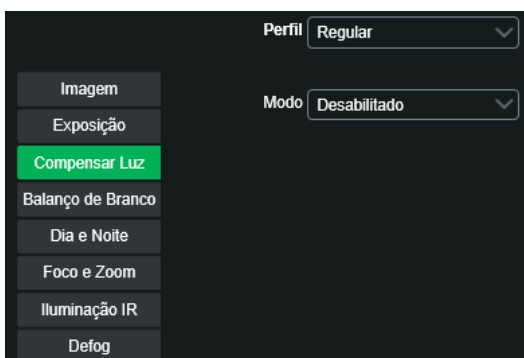 Perfil Regular
Imagem
Modo Desabilitado
Exposição
Compensar Luz
Balanço de Branco
Dia e Noite
Foco e Zoom
Iluminação IR
Defog